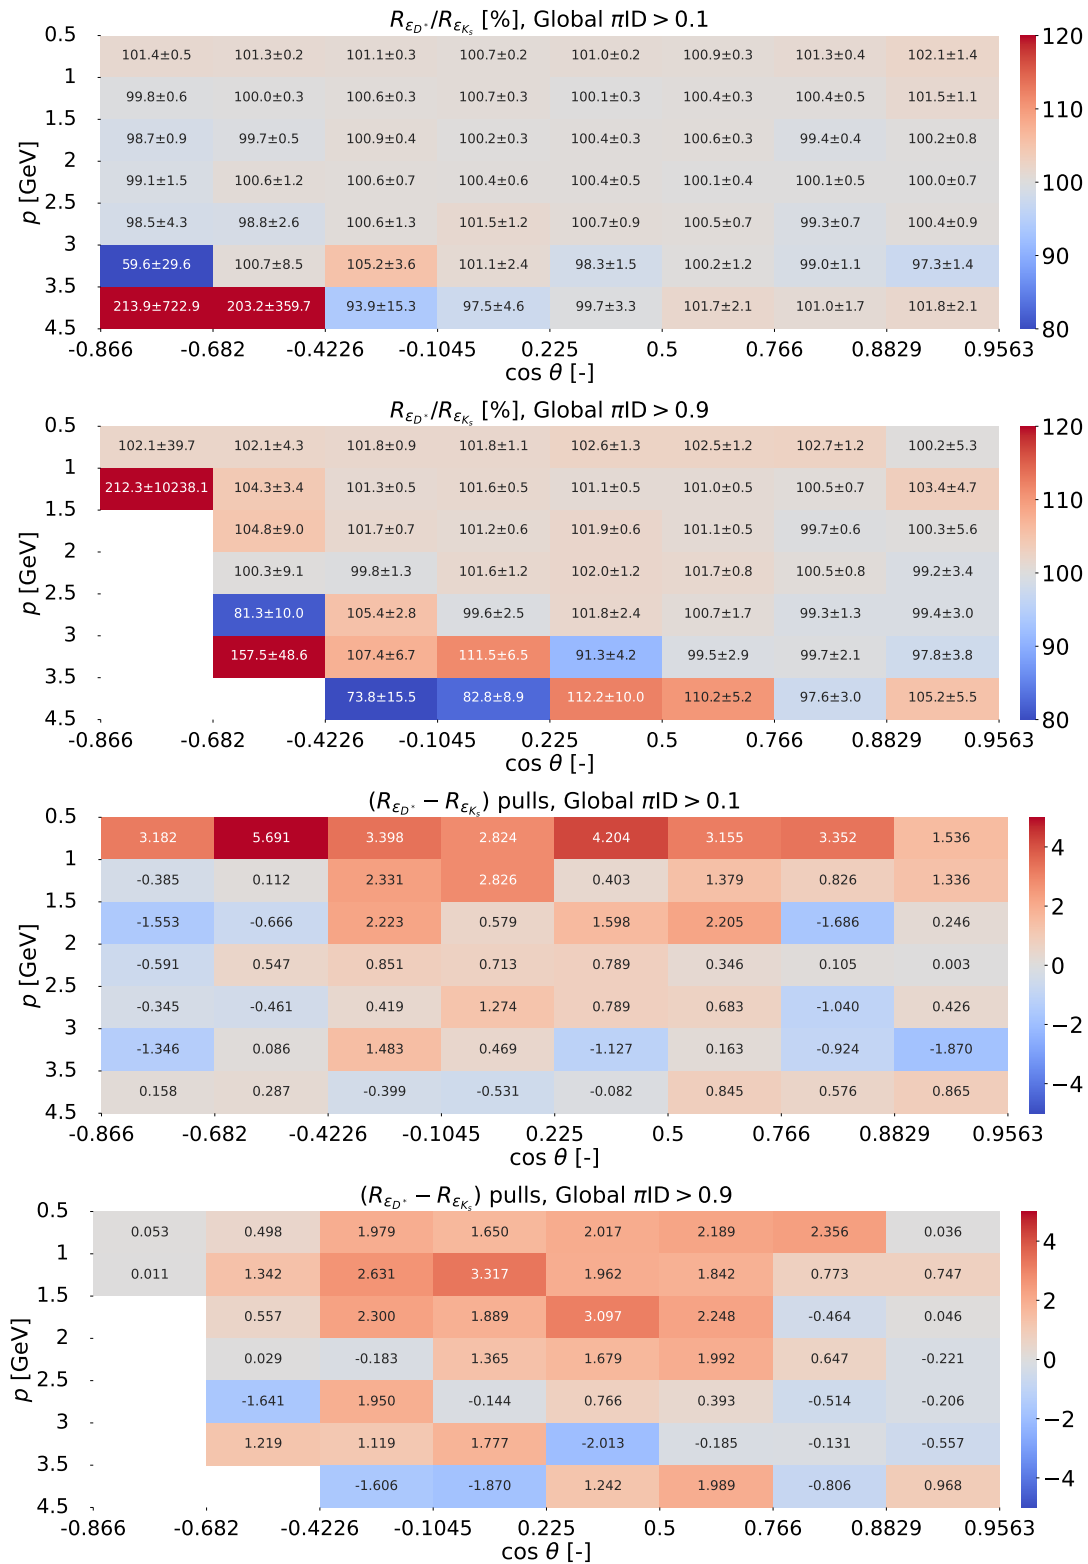 R_{ε_{D*}}/R_{ε_{K_s}} [%], Global πID > 0.1
0.5 120
101.4±0.5 101.3±0.2 101.1±0.3 100.7±0.2 101.0±0.2 100.9±0.3 101.3±0.4 102.1±1.4
1
99.8±0.6 100.0±0.3 100.6±0.3 100.7±0.3 100.1±0.3 100.4±0.3 100.4±0.5 101.5±1.1
1.5 110
98.7±0.9 99.7±0.5 100.9±0.4 100.2±0.3 100.4±0.3 100.6±0.3 99.4±0.4 100.2±0.8
2
99.1±1.5 100.6±1.2 100.6±0.7 100.4±0.6 100.4±0.5 100.1±0.4 100.1±0.5 100.0±0.7 100
2.5
98.5±4.3 98.8±2.6 100.6±1.3 101.5±1.2 100.7±0.9 100.5±0.7 99.3±0.7 100.4±0.9
3 90
59.6±29.6 100.7±8.5 105.2±3.6 101.1±2.4 98.3±1.5 100.2±1.2 99.0±1.1 97.3±1.4
3.5
213.9±722.9 203.2±359.7 93.9±15.3 97.5±4.6 99.7±3.3 101.7±2.1 101.0±1.7 101.8±2.1
4.5 80
p [GeV]
-0.866 -0.682 -0.4226 -0.1045 0.225 0.5 0.766 0.8829 0.9563
cos θ [-]
R_{ε_{D*}}/R_{ε_{K_s}} [%], Global πID > 0.9
0.5 120
102.1±39.7 102.1±4.3 101.8±0.9 101.8±1.1 102.6±1.3 102.5±1.2 102.7±1.2 100.2±5.3
1
212.3±10238.1 104.3±3.4 101.3±0.5 101.6±0.5 101.1±0.5 101.0±0.5 100.5±0.7 103.4±4.7
1.5 110
104.8±9.0 101.7±0.7 101.2±0.6 101.9±0.6 101.1±0.5 99.7±0.6 100.3±5.6
2
100.3±9.1 99.8±1.3 101.6±1.2 102.0±1.2 101.7±0.8 100.5±0.8 99.2±3.4 100
2.5
81.3±10.0 105.4±2.8 99.6±2.5 101.8±2.4 100.7±1.7 99.3±1.3 99.4±3.0
3 90
157.5±48.6 107.4±6.7 111.5±6.5 91.3±4.2 99.5±2.9 99.7±2.1 97.8±3.8
3.5
73.8±15.5 82.8±8.9 112.2±10.0 110.2±5.2 97.6±3.0 105.2±5.5
4.5 80
p [GeV]
-0.866 -0.682 -0.4226 -0.1045 0.225 0.5 0.766 0.8829 0.9563
cos θ [-]
(R_{ε_{D*}} − R_{ε_{K_s}}) pulls, Global πID > 0.1
0.5
3.182 5.691 3.398 2.824 4.204 3.155 3.352 1.536 4
1
-0.385 0.112 2.331 2.826 0.403 1.379 0.826 1.336
1.5 2
-1.553 -0.666 2.223 0.579 1.598 2.205 -1.686 0.246
2
-0.591 0.547 0.851 0.713 0.789 0.346 0.105 0.003 0
2.5
-0.345 -0.461 0.419 1.274 0.789 0.683 -1.040 0.426
3 −2
-1.346 0.086 1.483 0.469 -1.127 0.163 -0.924 -1.870
3.5
0.158 0.287 -0.399 -0.531 -0.082 0.845 0.576 0.865 −4
4.5
p [GeV]
-0.866 -0.682 -0.4226 -0.1045 0.225 0.5 0.766 0.8829 0.9563
cos θ [-]
(R_{ε_{D*}} − R_{ε_{K_s}}) pulls, Global πID > 0.9
0.5
0.053 0.498 1.979 1.650 2.017 2.189 2.356 0.036 4
1
0.011 1.342 2.631 3.317 1.962 1.842 0.773 0.747
1.5 2
0.557 2.300 1.889 3.097 2.248 -0.464 0.046
2
0.029 -0.183 1.365 1.679 1.992 0.647 -0.221 0
2.5
-1.641 1.950 -0.144 0.766 0.393 -0.514 -0.206
3 −2
1.219 1.119 1.777 -2.013 -0.185 -0.131 -0.557
3.5
-1.606 -1.870 1.242 1.989 -0.806 0.968 −4
4.5
p [GeV]
-0.866 -0.682 -0.4226 -0.1045 0.225 0.5 0.766 0.8829 0.9563
cos θ [-]